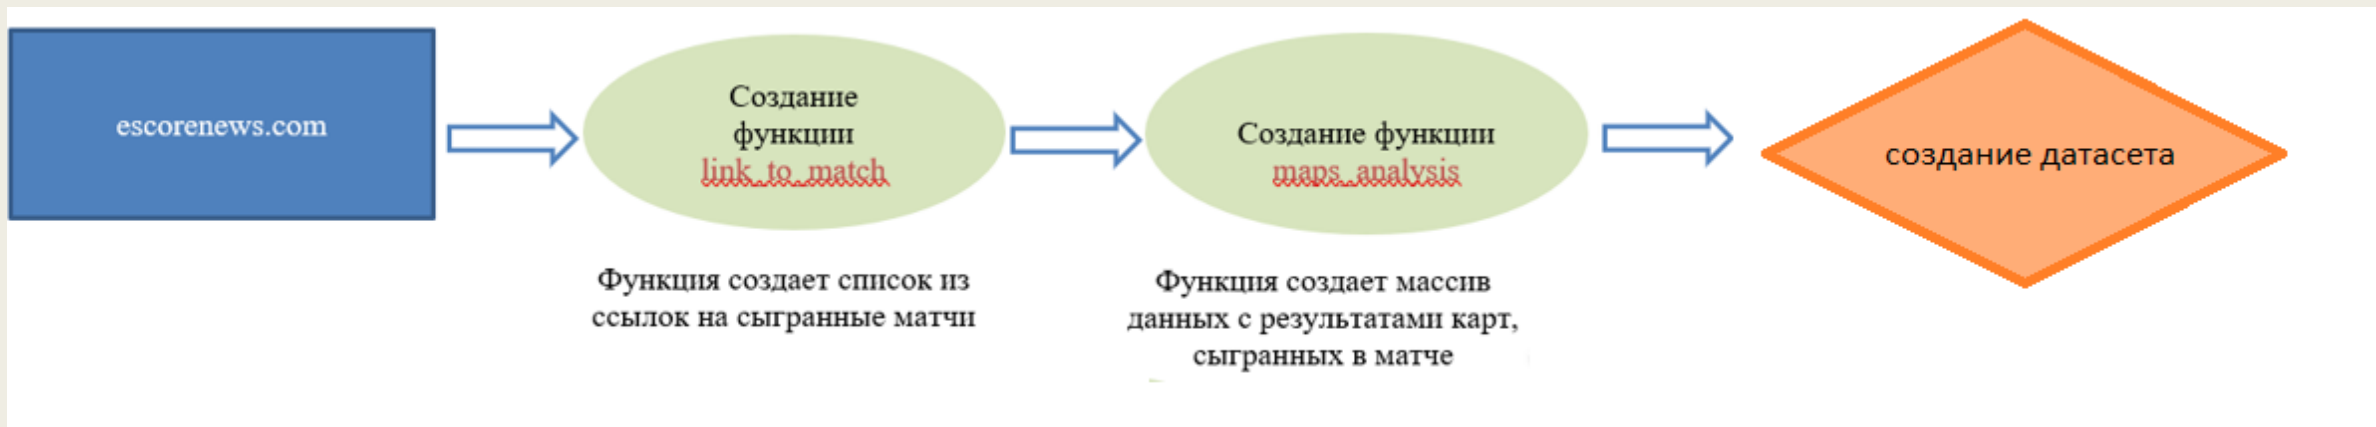 escorenews.com
Создание
функции
link_to_match
Функция создает список из
ссылок на сыгранные матчи
Создание функции
maps_analysis
Функция создает массив
данных с результатами карт,
сыгранных в матче
создание датасета